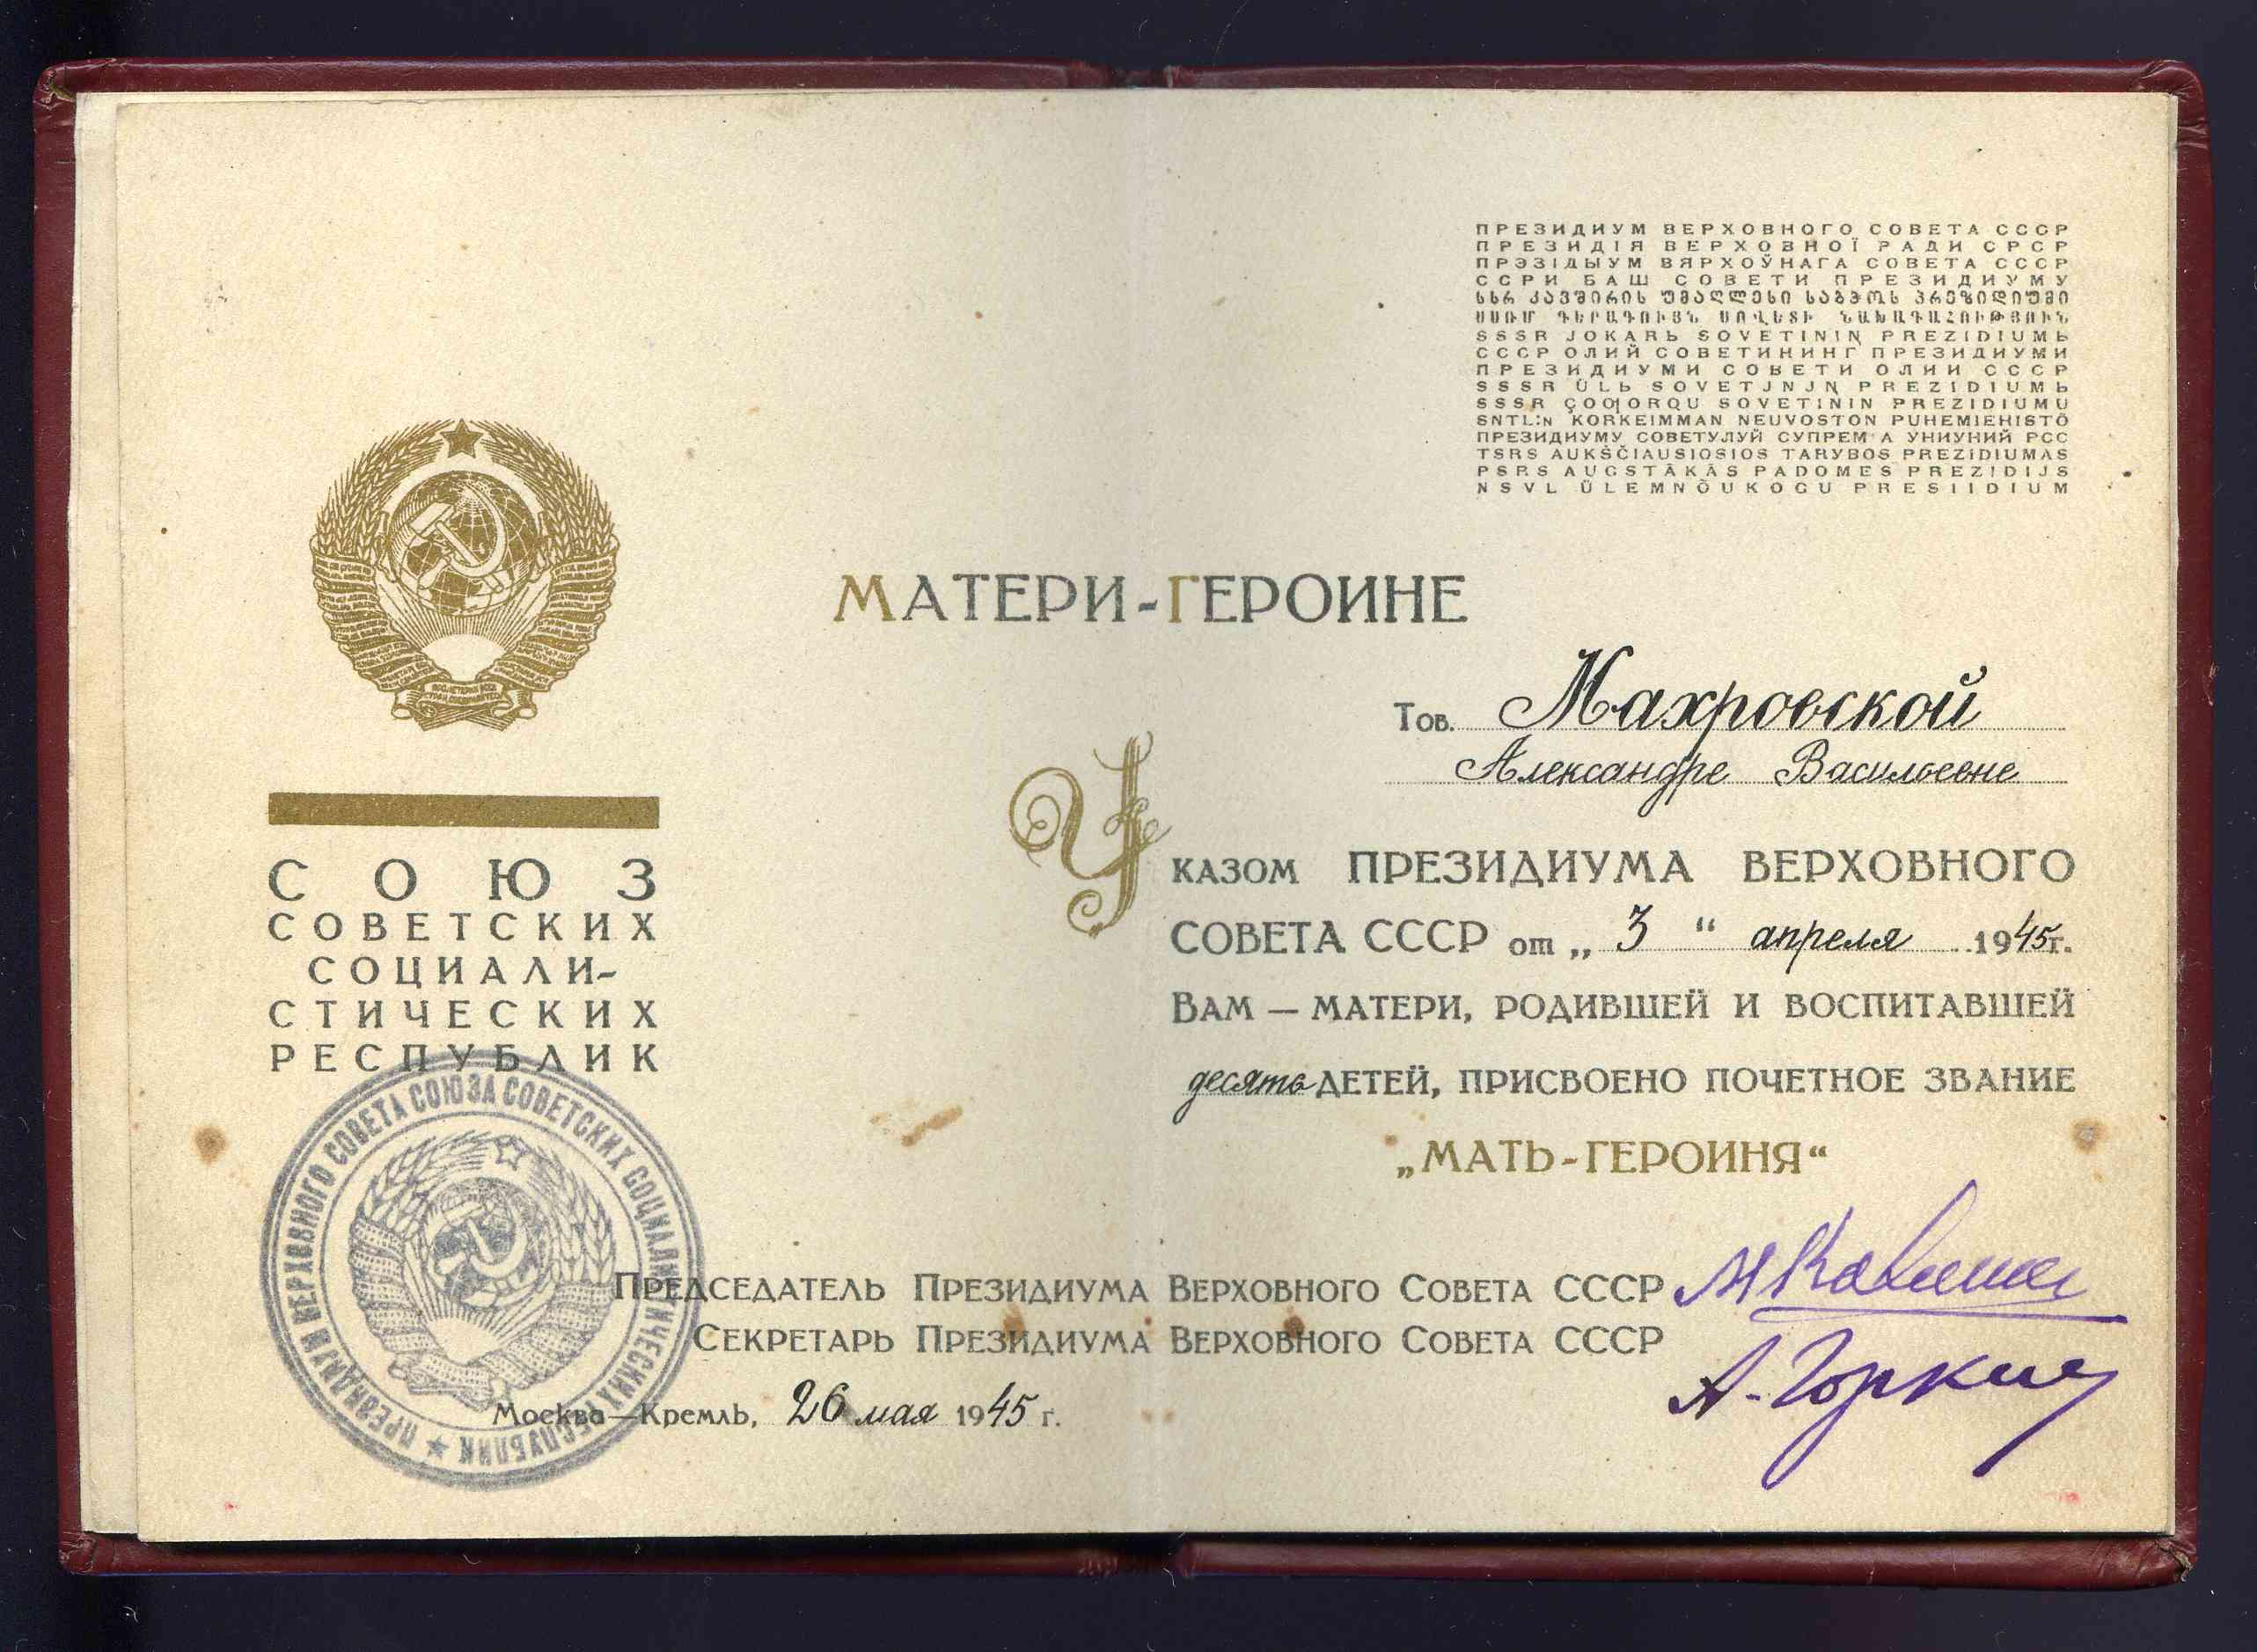 СОЮЗ
СОВЕТСКИХ
СОЦИАЛИ-
СТИЧЕСКИХ
РЕСПУБЛИК
ПРЕЗИДИУМ ВЕРХОВНОГО СОВЕТА СОЮЗА СОВЕТСКИХ СОЦИАЛИСТИЧЕСКИХ РЕСПУБЛИК
ПРЕЗИДИУМ ВЕРХОВНОГО СОВЕТА СССР
ПРЕЗИДІЯ ВЕРХОВНОЇ РАДИ СРСР
ПРЭЗІДЫУМ ВЯРХОЎНАГА СОВЕТА СССР
ССРИ БАШ СОВЕТИ ПРЕЗИДИУМУ
ՍՍՌՄ ԳԵՐԱԳՈՒՅՆ ՍՈՎԵՏԻ ՆԱԽԱԳԱՀՈՒԹՅՈՒՆ
SSSR JOKARЬ SOVETININ PREZIDIUMЬ
СССР ОЛИЙ СОВЕТИНИНГ ПРЕЗИДИУМИ
ПРЕЗИДИУМИ СОВЕТИ ОЛИИ СССР
SSSR ÜLЬ SOVETJNJN PREZIDIUMЬ
SSSR SOVETININ PREZIDIUMU
SNTL:N KORKEIMMAN NEUVOSTON PUHEMIEHISTÖ
ПРЕЗИДИУМУ СОВЕТУЛУЙ СУПРЕМ А УНИУНИЙ РСС
TSRS AUKŠČIAUSIOSIOS TARYBOS PREZIDIUMAS
PSRS AUGSTĀKĀS PADOMES PREZIDIJS
NSVL ÜLEMNÕUKOGU PRESIIDIUM
МАТЕРИ-ГЕРОИНЕ
Тов. Махровской
Александре Васильевне
УКАЗОМ ПРЕЗИДИУМА ВЕРХОВНОГО
СОВЕТА СССР от „ 3 “ апреля 1945г.
ВАМ — МАТЕРИ, РОДИВШЕЙ И ВОСПИТАВШЕЙ
десять ДЕТЕЙ, ПРИСВОЕНО ПОЧЕТНОЕ ЗВАНИЕ
„МАТЬ-ГЕРОИНЯ“
ПРЕДСЕДАТЕЛЬ ПРЕЗИДИУМА ВЕРХОВНОГО СОВЕТА СССР М Калинин
СЕКРЕТАРЬ ПРЕЗИДИУМА ВЕРХОВНОГО СОВЕТА СССР
А. Горкин
Москва—Кремль, 26 мая 1945 г.